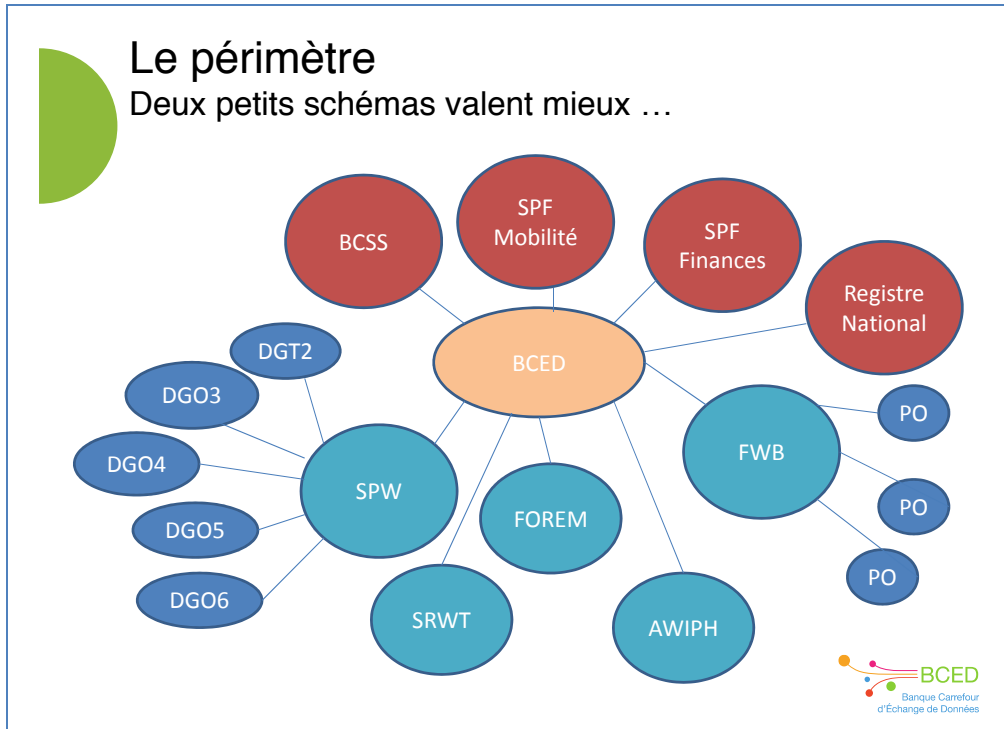 Le périmètre
Deux petits schémas valent mieux …
SPF
Mobilité
BCSS
SPF
Finances
Registre
National
DGT2
BCED
DGO3
PO
DGO4
SPW
FWB
FOREM
PO
DGO5
PO
DGO6
SRWT
AWIPH
BCED
Banque Carrefour
d'Échange de Données